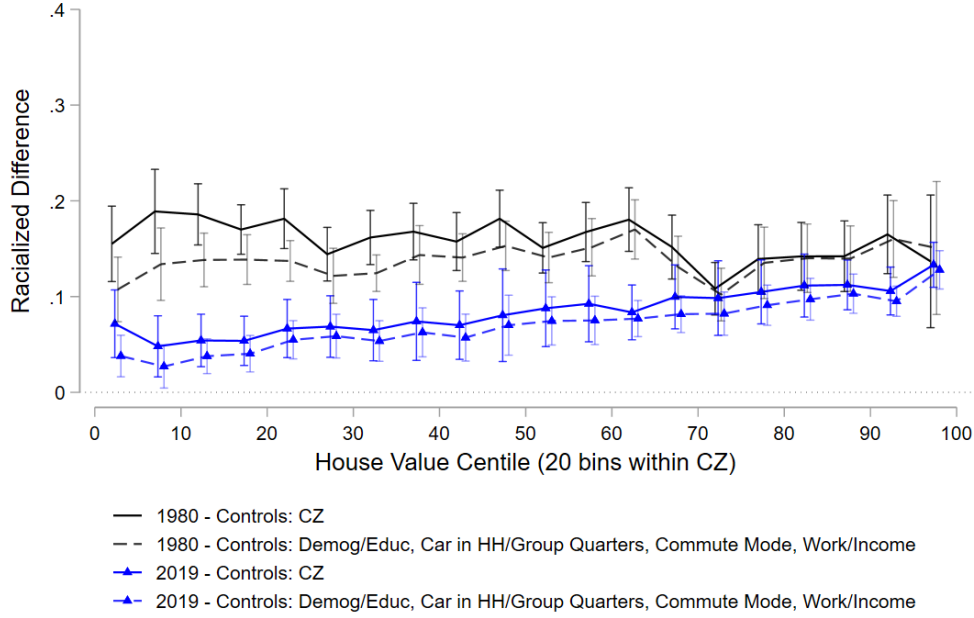 .4
.3
.2
.1
0
Racialized Difference
0 10 20 30 40 50 60 70 80 90 100
House Value Centile (20 bins within CZ)
1980 - Controls: CZ
1980 - Controls: Demog/Educ, Car in HH/Group Quarters, Commute Mode, Work/Income
2019 - Controls: CZ
2019 - Controls: Demog/Educ, Car in HH/Group Quarters, Commute Mode, Work/Income